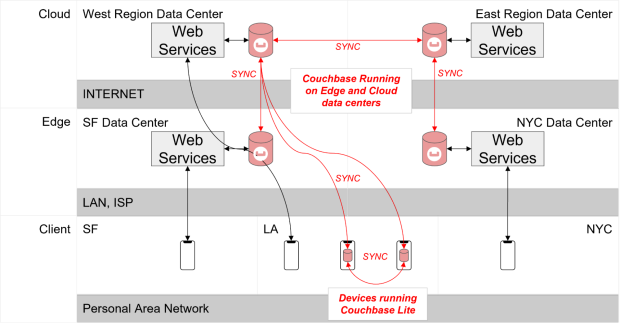 Cloud
West Region Data Center
East Region Data Center
Web
Services
SYNC
Web
Services
SYNC
Couchbase Running
on Edge and Cloud
data centers
SYNC
INTERNET
Edge
SF Data Center
NYC Data Center
Web
Services
Web
Services
SYNC
LAN, ISP
Client
SF
LA
NYC
SYNC
Devices running
Couchbase Lite
Personal Area Network